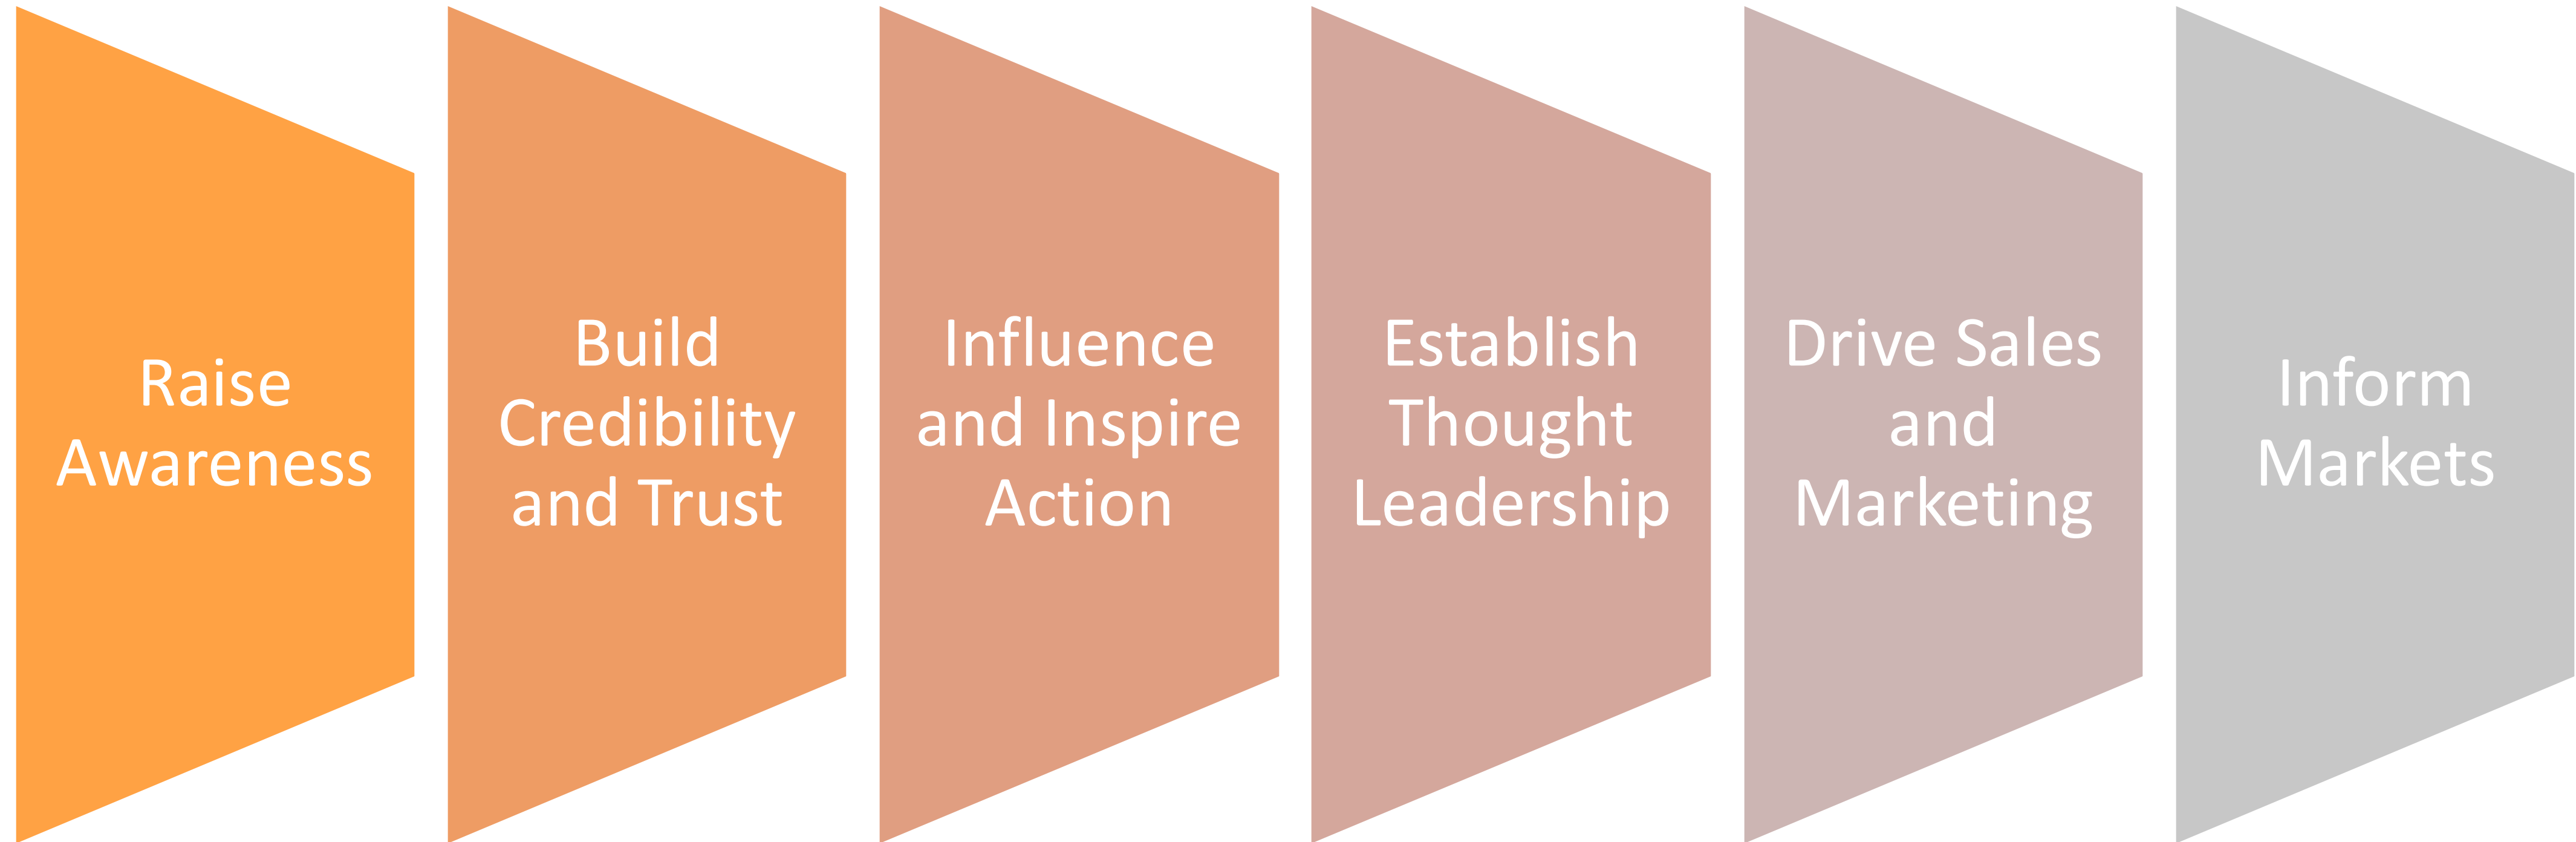 Raise
Awareness
Build
Credibility
and Trust
Influence
and Inspire
Action
Establish
Thought
Leadership
Drive Sales
and
Marketing
Inform
Markets